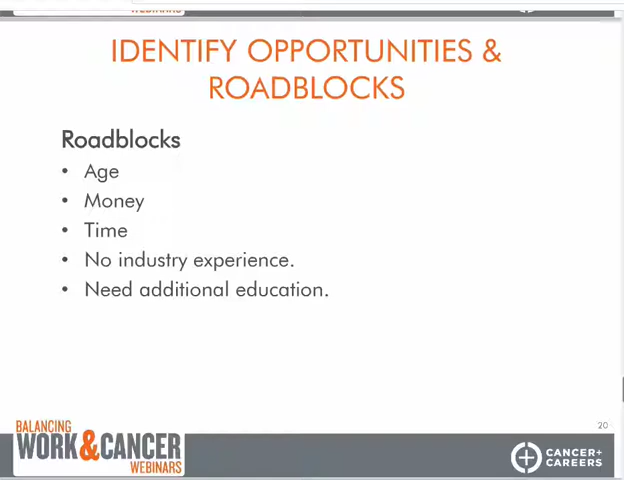 WEBINARS
IDENTIFY OPPORTUNITIES &
ROADBLOCKS
Roadblocks
• Age
• Money
• Time
• No industry experience.
• Need additional education.
20
BALANCING
WORK&CANCER
WEBINARS
CANCER+
CAREERS